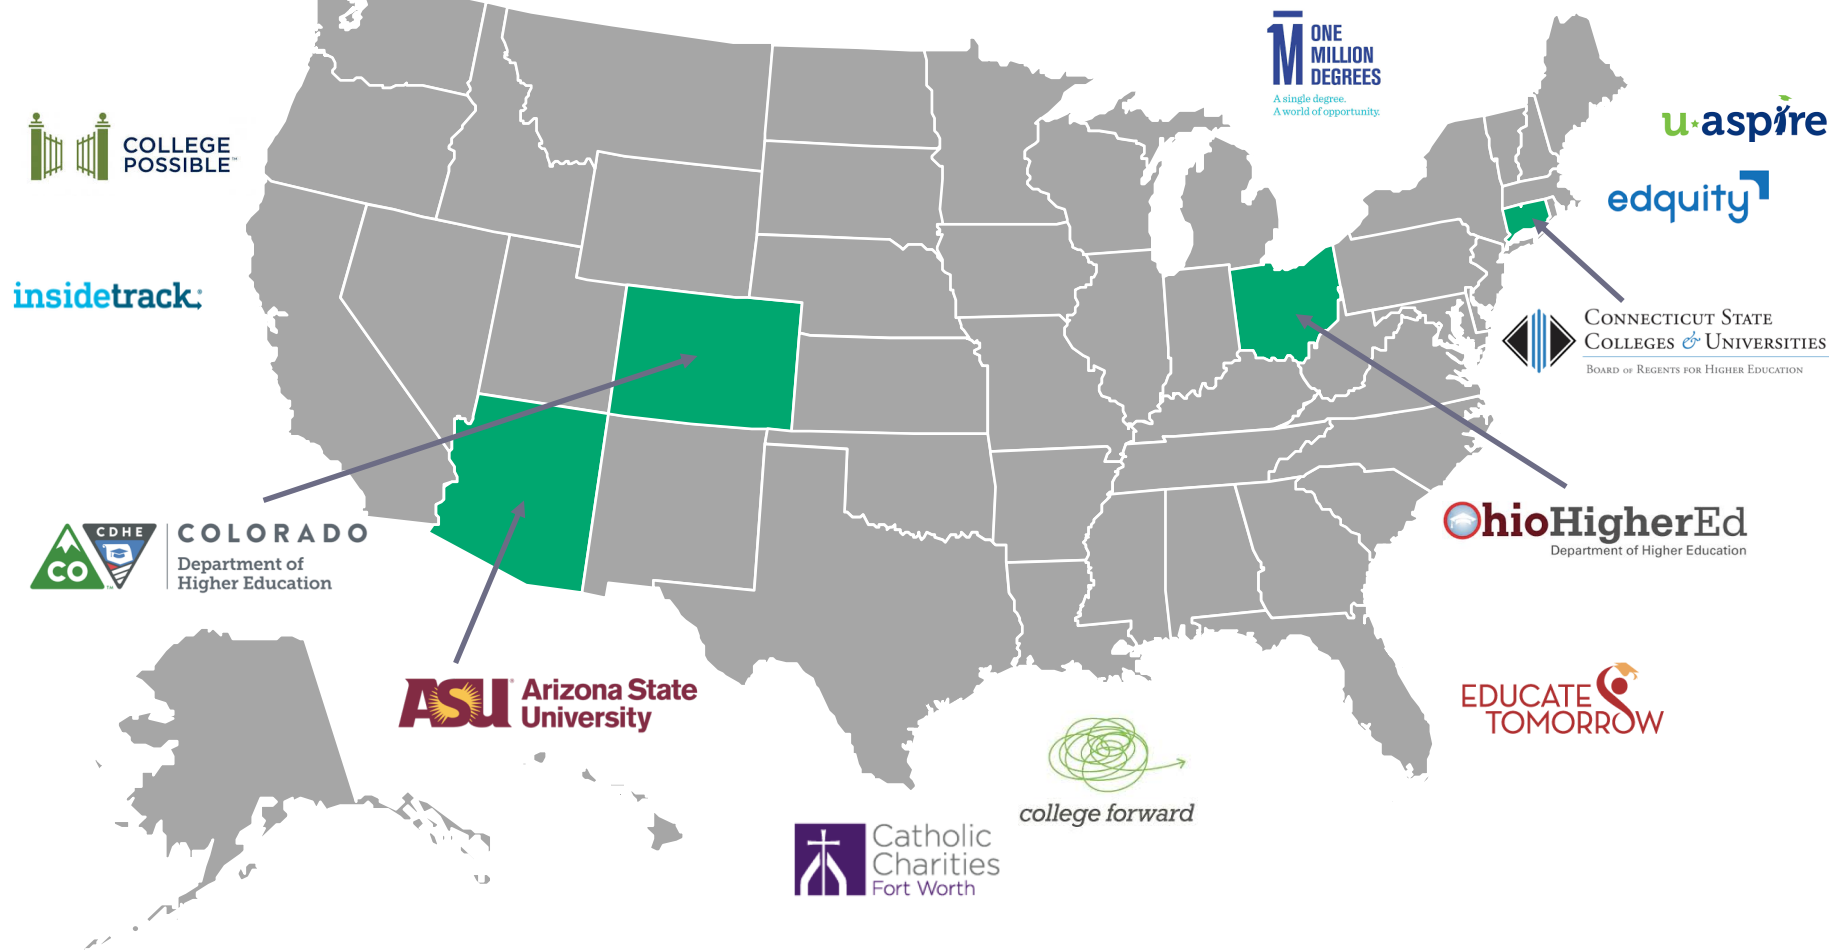 1M ONE
MILLION
DEGREES
A single degree.
A world of opportunity.
u·aspire
COLLEGE
POSSIBLE™
edquity
insidetrack.
CONNECTICUT STATE
COLLEGES & UNIVERSITIES
BOARD OF REGENTS FOR HIGHER EDUCATION
CDHE
CO
COLORADO
Department of
Higher Education
OhioHigherEd
Department of Higher Education
ASU
Arizona State
University
EDUCATE
TOMORROW
college forward
Catholic
Charities
Fort Worth